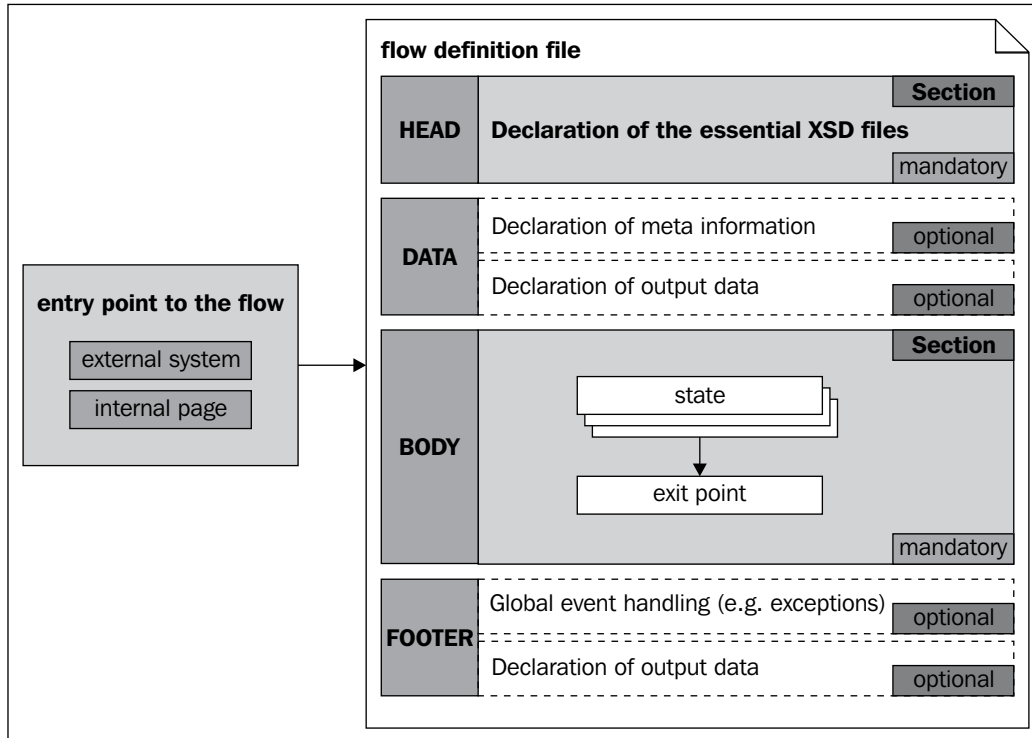 flow definition file
Section
HEAD
Declaration of the essential XSD files
mandatory
DATA
Declaration of meta information
optional
Declaration of output data
optional
entry point to the flow
external system
internal page
Section
BODY
state
exit point
mandatory
FOOTER
Global event handling (e.g. exceptions)
optional
Declaration of output data
optional